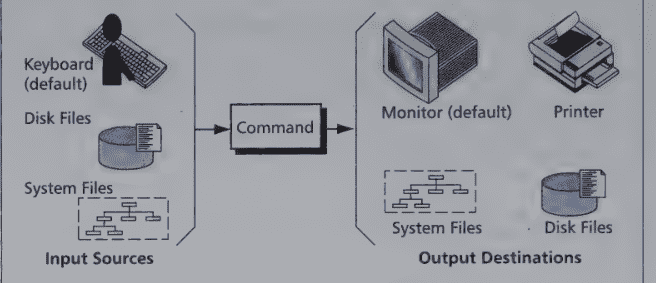 Keyboard
(default)
Disk Files
System Files
Input Sources
Command
Monitor (default)
Printer
System Files
Disk Files
Output Destinations